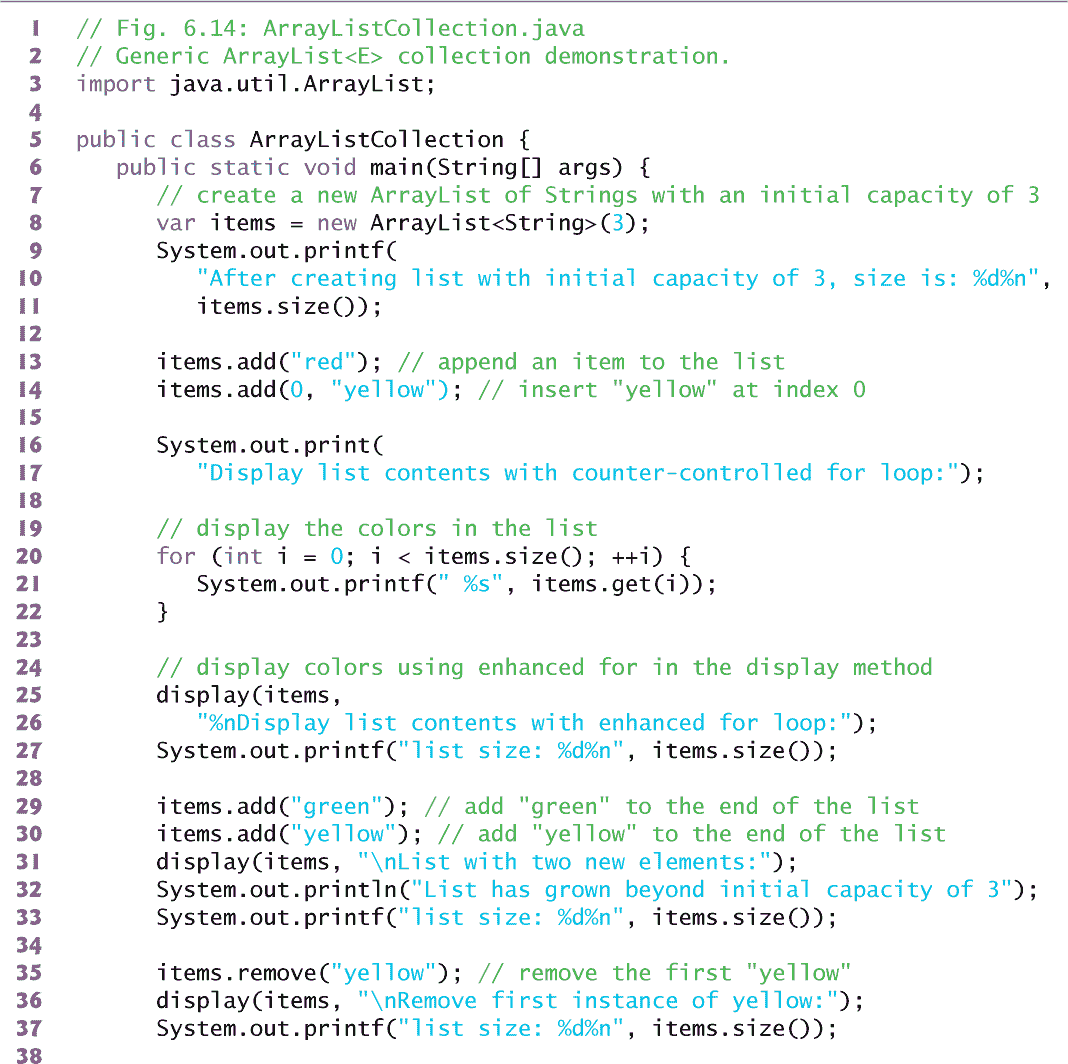 1 // Fig. 6.14: ArrayListCollection.java
2 // Generic ArrayList<E> collection demonstration.
3 import java.util.ArrayList;
4
5 public class ArrayListCollection {
6    public static void main(String[] args) {
7       // create a new ArrayList of Strings with an initial capacity of 3
8       var items = new ArrayList<String>(3);
9       System.out.printf(
10          "After creating list with initial capacity of 3, size is: %d%n",
11          items.size());
12
13       items.add("red"); // append an item to the list
14       items.add(0, "yellow"); // insert "yellow" at index 0
15
16       System.out.print(
17          "Display list contents with counter-controlled for loop:");
18
19       // display the colors in the list
20       for (int i = 0; i < items.size(); ++i) {
21          System.out.printf(" %s", items.get(i));
22       }
23
24       // display colors using enhanced for in the display method
25       display(items,
26          "%nDisplay list contents with enhanced for loop:");
27       System.out.printf("list size: %d%n", items.size());
28
29       items.add("green"); // add "green" to the end of the list
30       items.add("yellow"); // add "yellow" to the end of the list
31       display(items, "\nList with two new elements:");
32       System.out.println("List has grown beyond initial capacity of 3");
33       System.out.printf("list size: %d%n", items.size());
34
35       items.remove("yellow"); // remove the first "yellow"
36       display(items, "\nRemove first instance of yellow:");
37       System.out.printf("list size: %d%n", items.size());
38